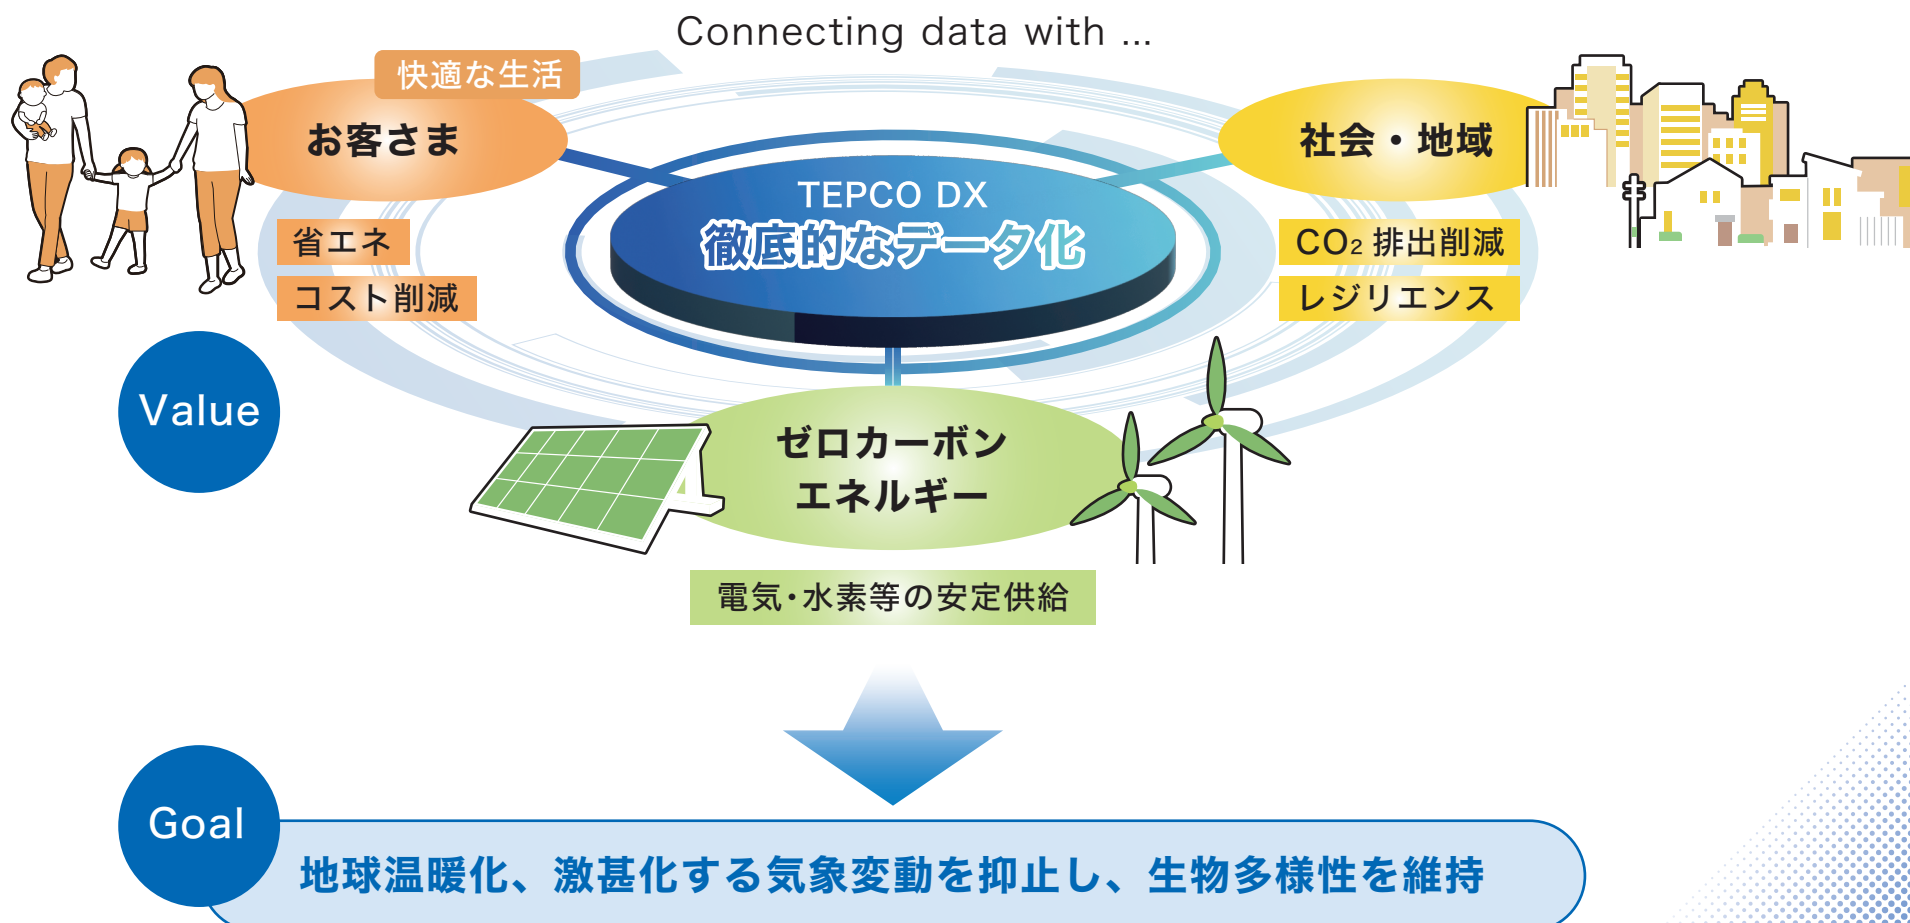 Connecting data with ...
快適な生活
お客さま
省エネ
コスト削減
TEPCO DX
徹底的なデータ化
社会・地域
CO₂ 排出削減
レジリエンス
Value
ゼロカーボン
エネルギー
電気・水素等の安定供給
Goal
地球温暖化、激甚化する気象変動を抑止し、生物多様性を維持